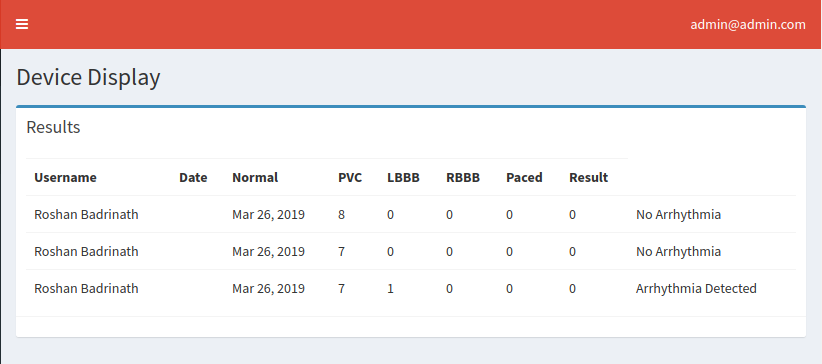 admin@admin.com
Device Display
Results
Username Date Normal PVC LBBB RBBB Paced Result
Roshan Badrinath Mar 26, 2019 8 0 0 0 0 No Arrhythmia
Roshan Badrinath Mar 26, 2019 7 0 0 0 0 No Arrhythmia
Roshan Badrinath Mar 26, 2019 7 1 0 0 0 Arrhythmia Detected